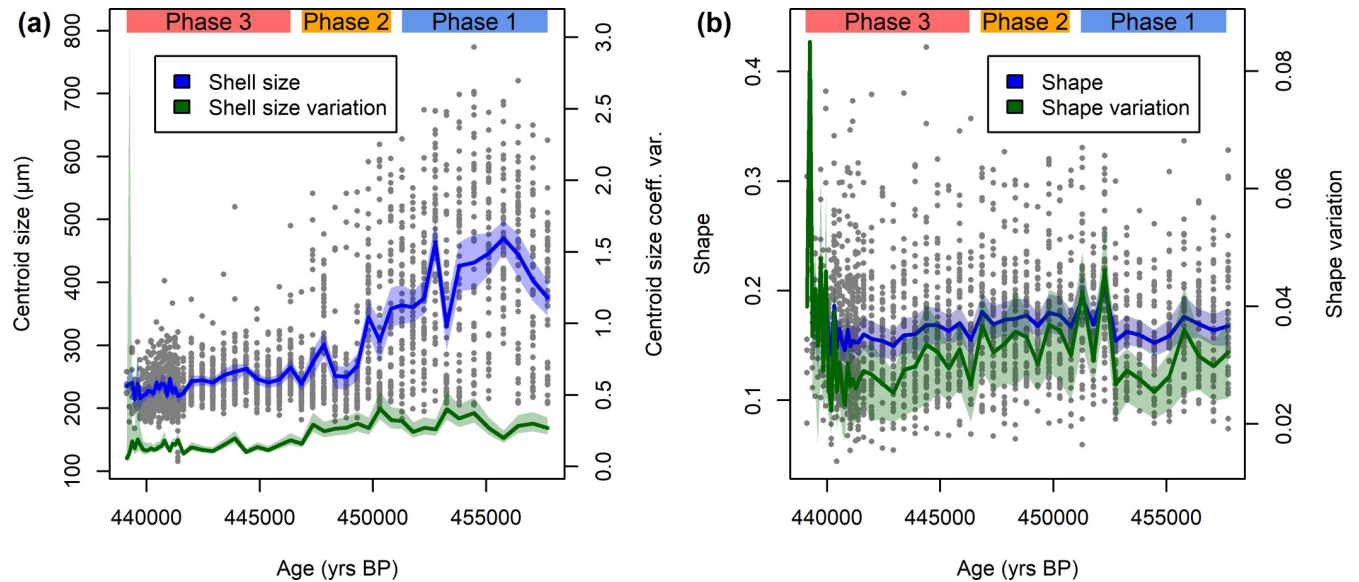 (a)
Phase 3
Phase 2
Phase 1
Shell size
Shell size variation
Centroid size (µm)
800
700
600
500
400
300
200
100
3.0
2.5
2.0
1.5
1.0
0.5
0.0
Centroid size coeff. var.
440000
445000
450000
455000
Age (yrs BP)
(b)
Phase 3
Phase 2
Phase 1
Shape
Shape variation
Shape
0.4
0.3
0.2
0.1
0.08
0.06
0.04
0.02
Shape variation
440000
445000
450000
455000
Age (yrs BP)